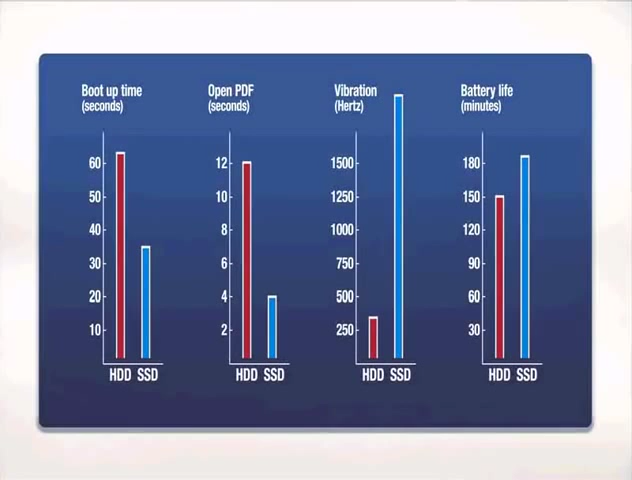 Boot up time
(seconds)
60
50
40
30
20
10
HDD SSD
Open PDF
(seconds)
12
10
8
6
4
2
HDD SSD
Vibration
(Hertz)
1500
1250
1000
750
500
250
HDD SSD
Battery life
(minutes)
180
150
120
90
60
30
HDD SSD